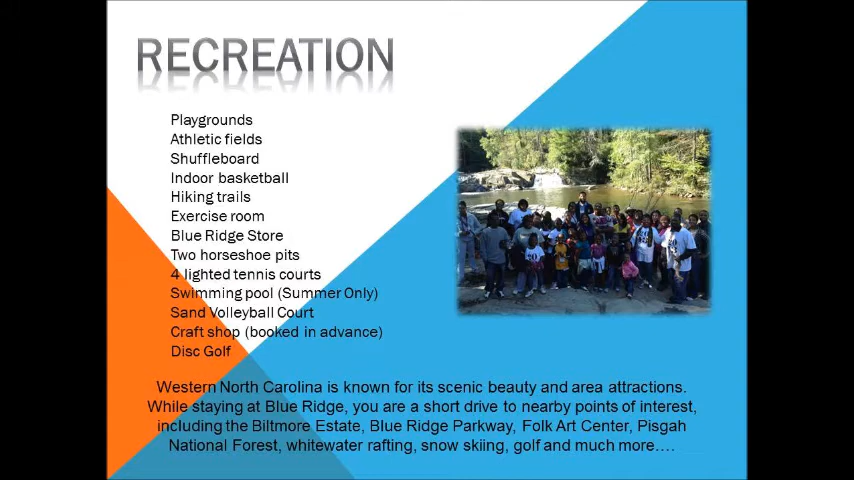 RECREATION
Playgrounds
Athletic fields
Shuffleboard
Indoor basketball
Hiking trails
Exercise room
Blue Ridge Store
Two horseshoe pits
4 lighted tennis courts
Swimming pool (Summer Only)
Sand Volleyball Court
Craft shop (booked in advance)
Disc Golf
Western North Carolina is known for its scenic beauty and area attractions.
While staying at Blue Ridge, you are a short drive to nearby points of interest,
including the Biltmore Estate, Blue Ridge Parkway, Folk Art Center, Pisgah
National Forest, whitewater rafting, snow skiing, golf and much more….